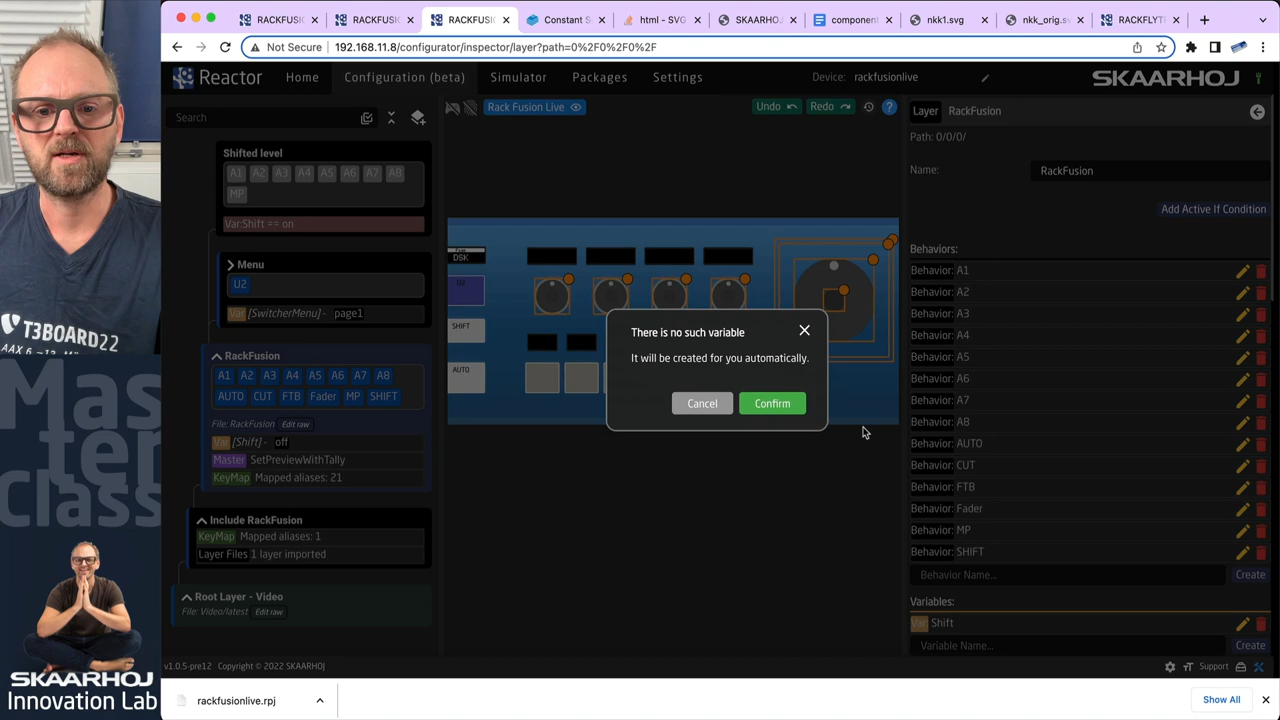 RACKFUSIO
RACKFUSIO
RACKFUSIO
Constant S
html - SVG
SKAARHOJ
component
nkk1.svg
nkk_orig.sv
RACKFLYT
Not Secure
192.168.11.8/configurator/inspector/layer?path=0%2F0%2F0%2F
Reactor
Home
Configuration (beta)
Simulator
Packages
Settings
Device: rackfusionlive
SKAARHOJ
Search
Rack Fusion Live
Undo
Redo
?
Layer RackFusion
Path: 0/0/0/
Name: RackFusion
Add Active If Condition
Shifted level
A1 A2 A3 A4 A5 A6 A7 A8
MP
Var:Shift == on
Menu
U2
Var [SwitcherMenu] - page1
RackFusion
A1 A2 A3 A4 A5 A6 A7 A8
AUTO CUT FTB Fader MP SHIFT
File: RackFusion Edit raw
Var [Shift] - off
Master SetPreviewWithTally
KeyMap Mapped aliases: 21
Include RackFusion
KeyMap Mapped aliases: 1
Layer Files 1 layer imported
Root Layer - Video
File: Video/latest Edit raw
DSK
SHIFT
AUTO
There is no such variable
It will be created for you automatically.
Cancel
Confirm
Behaviors:
Behavior: A1
Behavior: A2
Behavior: A3
Behavior: A4
Behavior: A5
Behavior: A6
Behavior: A7
Behavior: A8
Behavior: AUTO
Behavior: CUT
Behavior: FTB
Behavior: Fader
Behavior: MP
Behavior: SHIFT
Behavior Name...
Create
Variables:
Var: Shift
Variable Name...
Create
v1.0.5-pre12 Copyright © 2022 SKAARHOJ
Support
rackfusionlive.rpj
Show All
T3BOARD22
Mas
ter
Class
SKAARHOJ
Innovation Lab